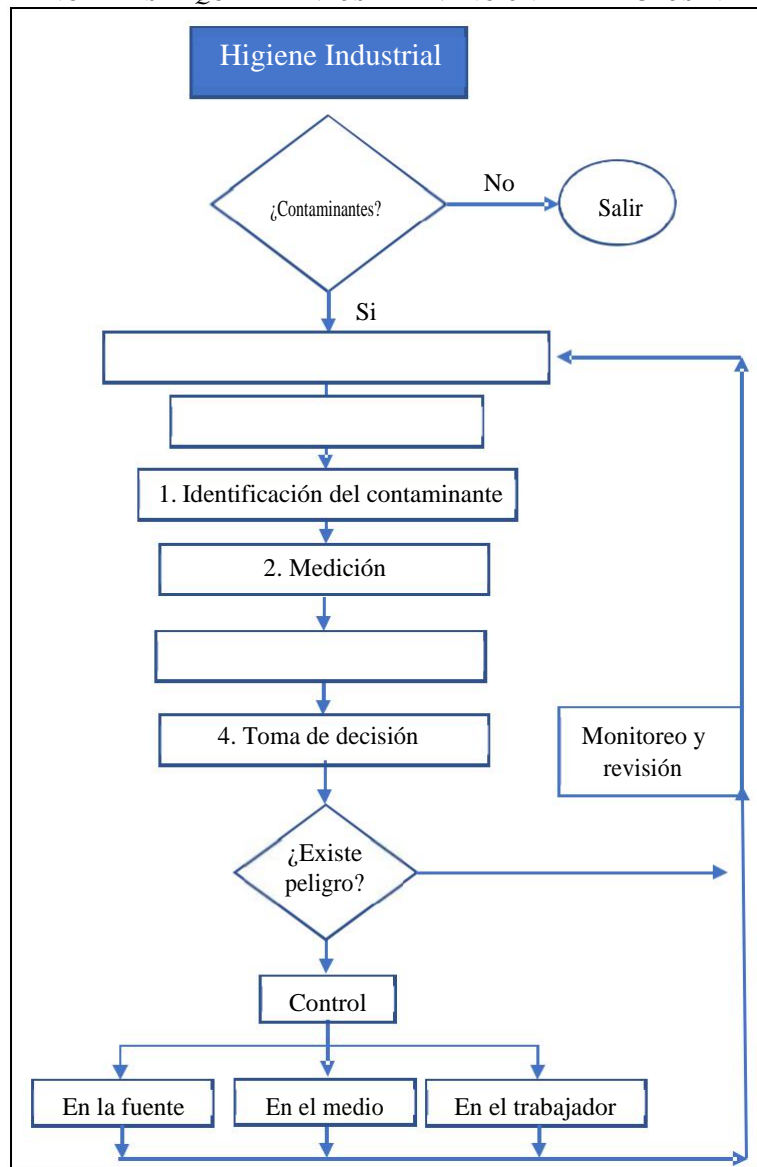 Higiene Industrial
¿Contaminantes?
No
Salir
Si
1. Identificación del contaminante
2. Medición
4. Toma de decisión
Monitoreo y
revisión
¿Existe
peligro?
Control
En la fuente
En el medio
En el trabajador